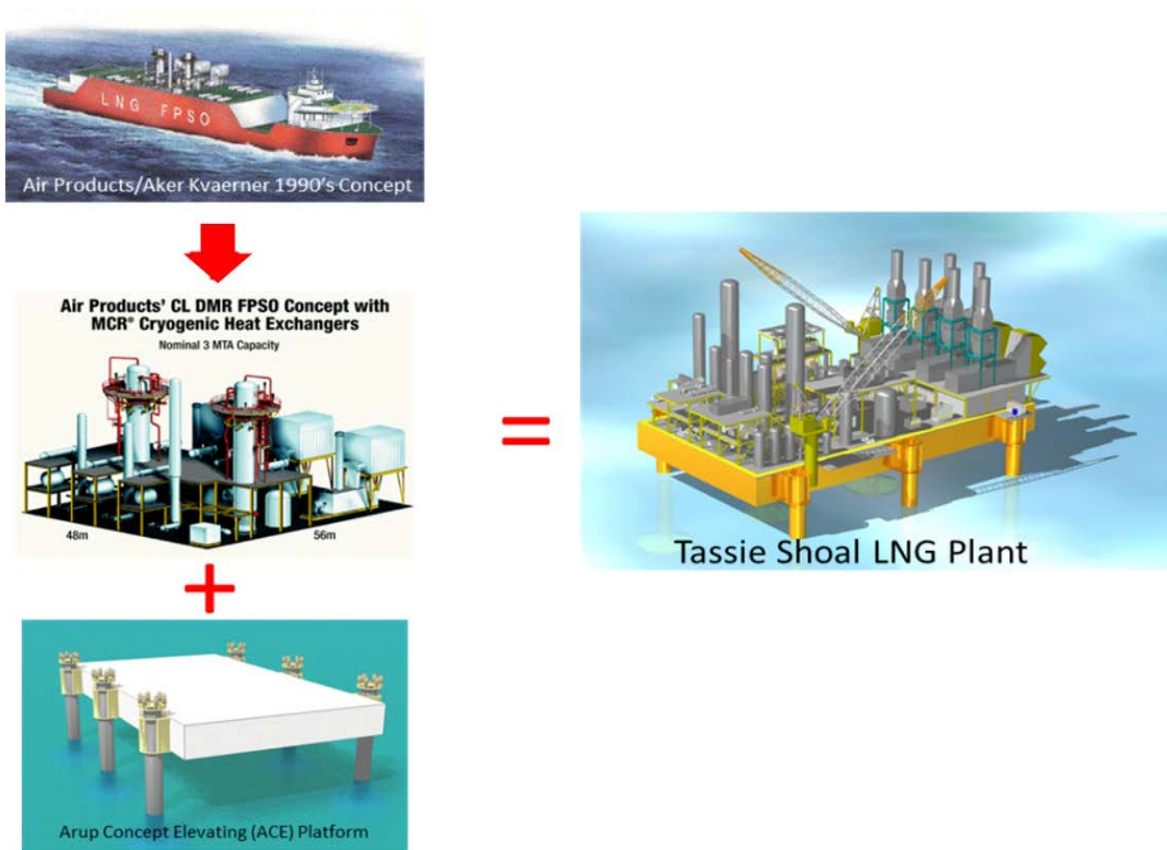 LNG FPSO
Air Products/Aker Kvaerner 1990's Concept
Air Products' CL DMR FPSO Concept with
MCR® Cryogenic Heat Exchangers
Nominal 3 MTA Capacity
48m
56m
+
=
Tassie Shoal LNG Plant
Arup Concept Elevating (ACE) Platform